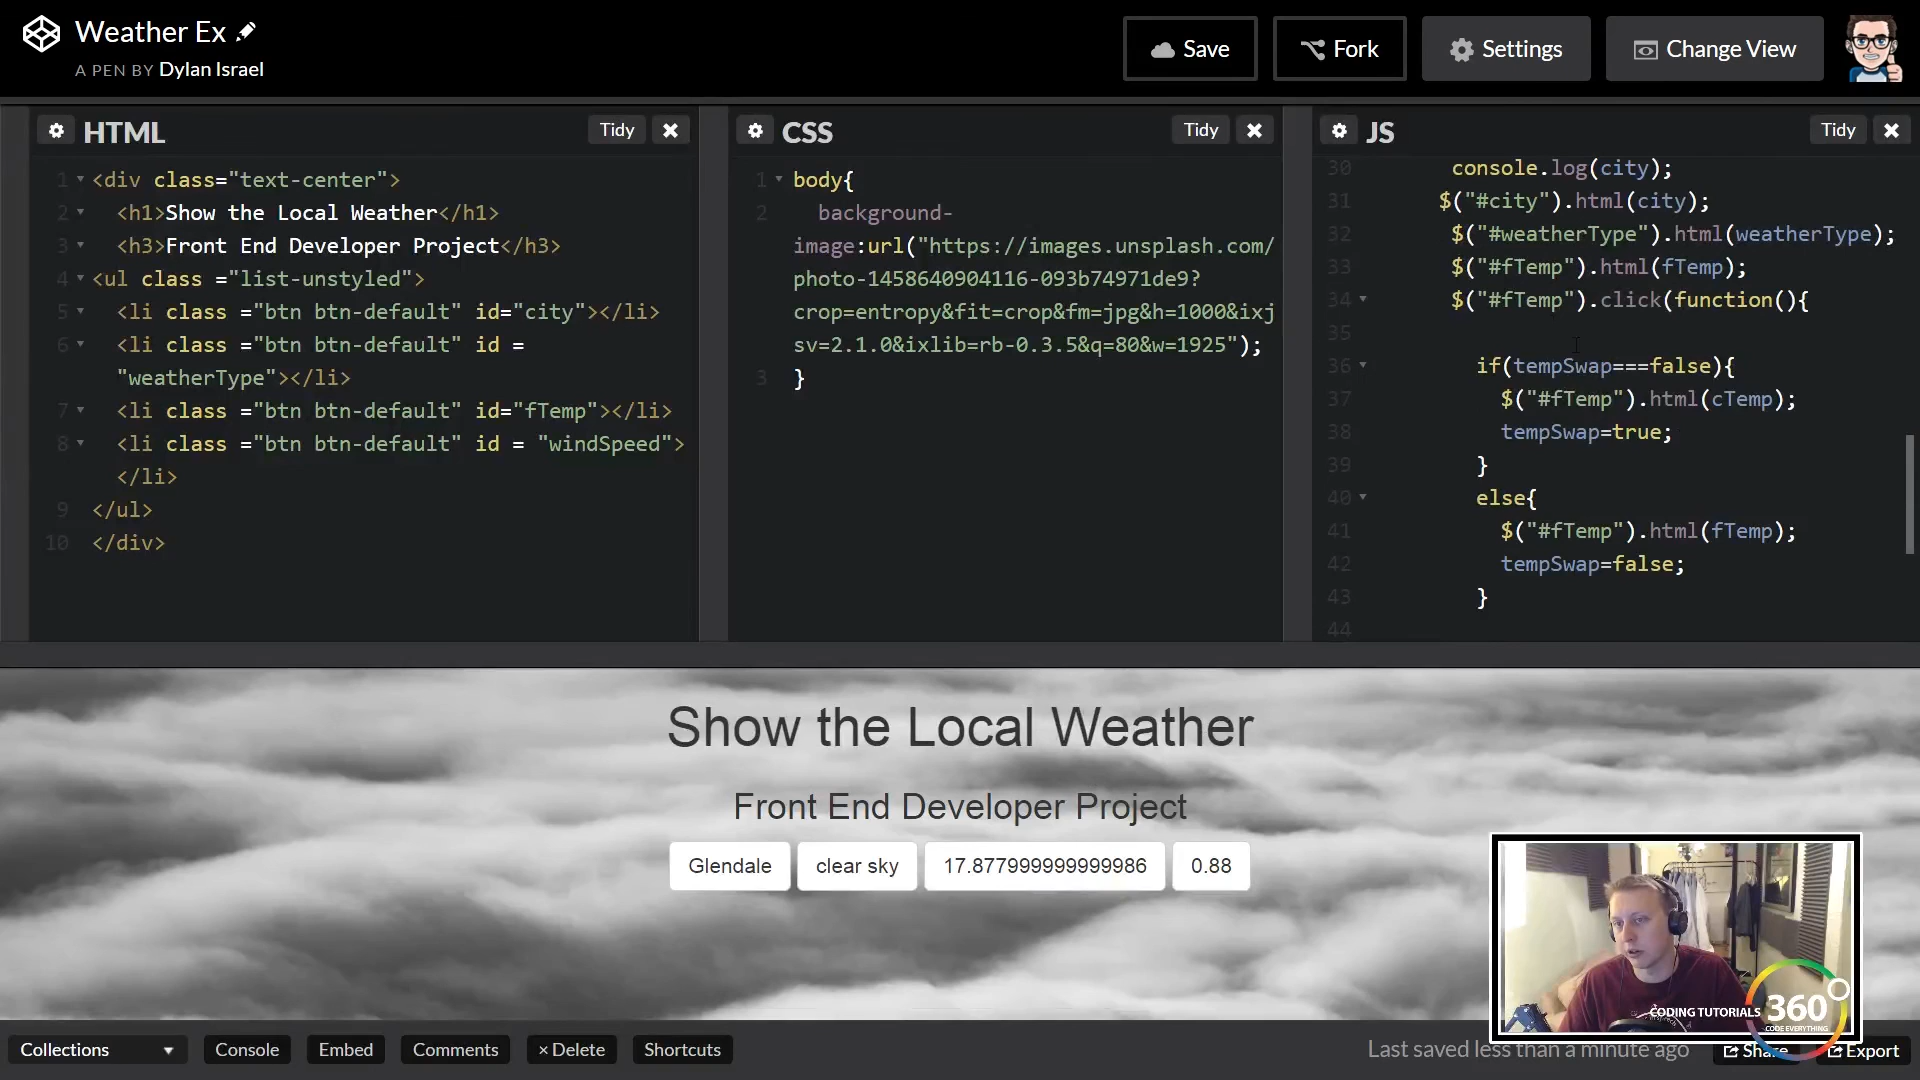 Weather Ex
A PEN BY Dylan Israel
Save
Fork
Settings
Change View
HTML
Tidy
1 <div class="text-center">
2 <h1>Show the Local Weather</h1>
3 <h3>Front End Developer Project</h3>
4 <ul class ="list-unstyled">
5 <li class ="btn btn-default" id="city"></li>
6 <li class ="btn btn-default" id =
"weatherType"></li>
7 <li class ="btn btn-default" id="fTemp"></li>
8 <li class ="btn btn-default" id = "windSpeed">
</li>
9 </ul>
10 </div>
CSS
Tidy
1 body{
2 background-
image:url("https://images.unsplash.com/
photo-1458640904116-093b74971de9?
crop=entropy&fit=crop&fm=jpg&h=1000&ixj
sv=2.1.0&ixlib=rb-0.3.5&q=80&w=1925");
3 }
JS
Tidy
30 console.log(city);
31 $("#city").html(city);
32 $("#weatherType").html(weatherType);
33 $("#fTemp").html(fTemp);
34 $("#fTemp").click(function(){
35
36 if(tempSwap===false){
37 $("#fTemp").html(cTemp);
38 tempSwap=true;
39 }
40 else{
41 $("#fTemp").html(fTemp);
42 tempSwap=false;
43 }
44
Show the Local Weather
Front End Developer Project
Glendale
clear sky
17.877999999999986
0.88
CODING TUTORIALS 360
CODE EVERYTHING
Collections
Console
Embed
Comments
× Delete
Shortcuts
Last saved less than a minute ago
Share
Export